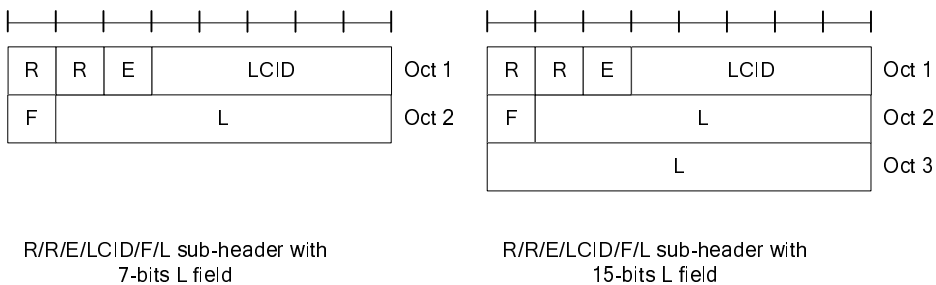 R R E LCID Oct 1
F L Oct 2
R/R/E/LCID/F/L sub-header with
7-bits L field
R R E LCID Oct 1
F L Oct 2
L Oct 3
R/R/E/LCID/F/L sub-header with
15-bits L field